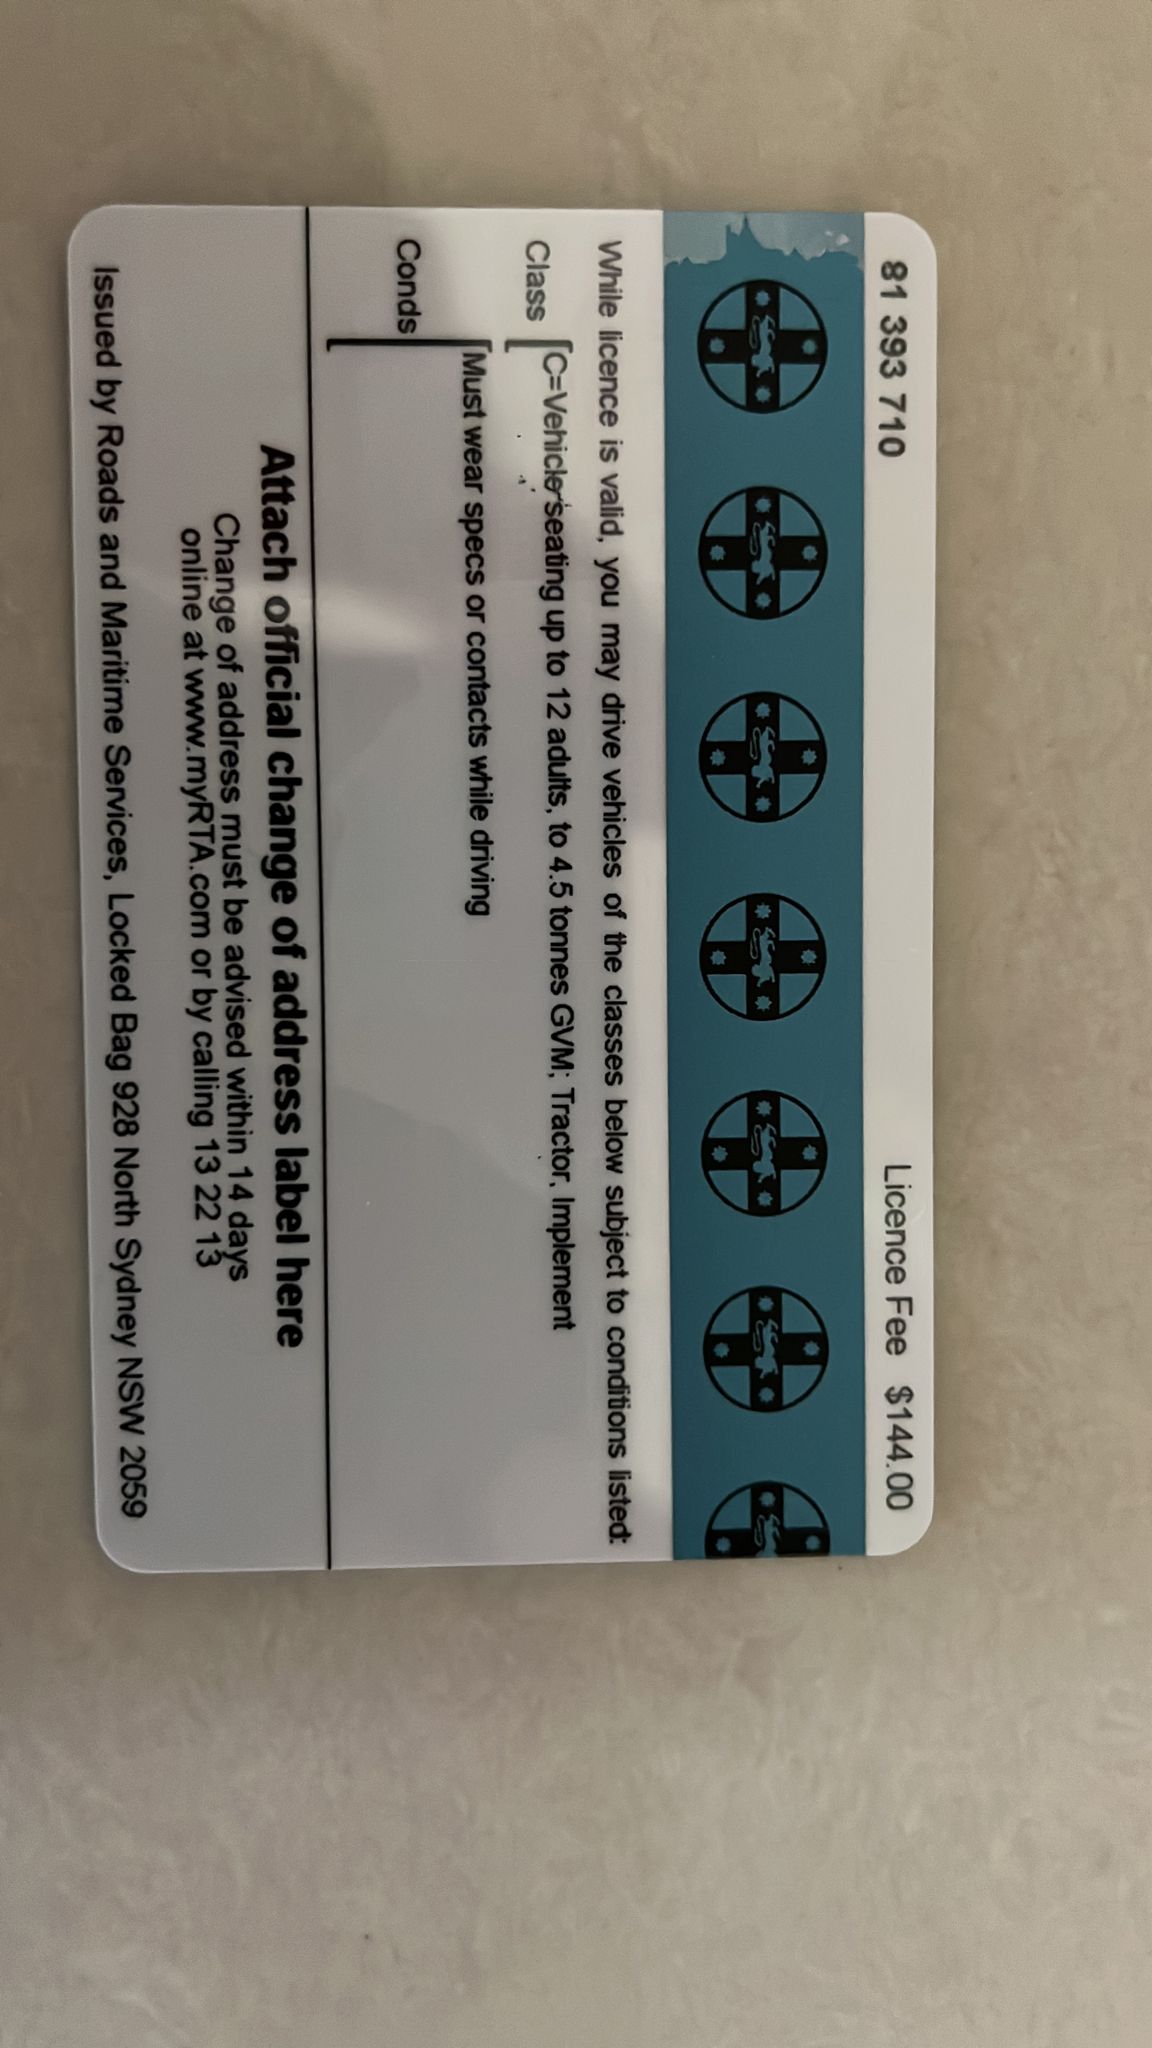 81 393 710 Licence Fee $144.00
While licence is valid, you may drive vehicles of the classes below subject to conditions listed:
Class [C=Vehicle seating up to 12 adults, to 4.5 tonnes GVM; Tractor, Implement
[Must wear specs or contacts while driving
Conds
Attach official change of address label here
Change of address must be advised within 14 days
online at www.myRTA.com or by calling 13 22 13
Issued by Roads and Maritime Services, Locked Bag 928 North Sydney NSW 2059